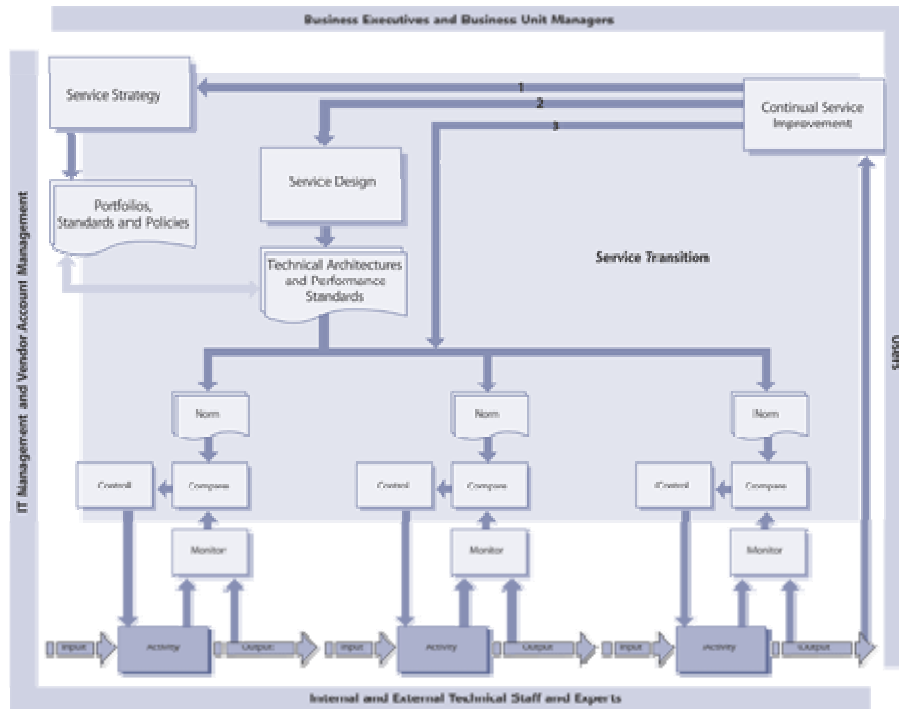 Business Executives and Business Unit Managers
Service Strategy
1
2
3
Continual Service
Improvement
Service Design
Portfolios,
Standards and Policies
Technical Architectures
and Performance
Standards
Service Transition
IT Management and Vendor Account Management
Users
Norm
Norm
Norm
Control
Compare
Control
Compare
Control
Compare
Monitor
Monitor
Monitor
Input
Activity
Output
Input
Activity
Output
Input
Activity
Output
Internal and External Technical Staff and Experts